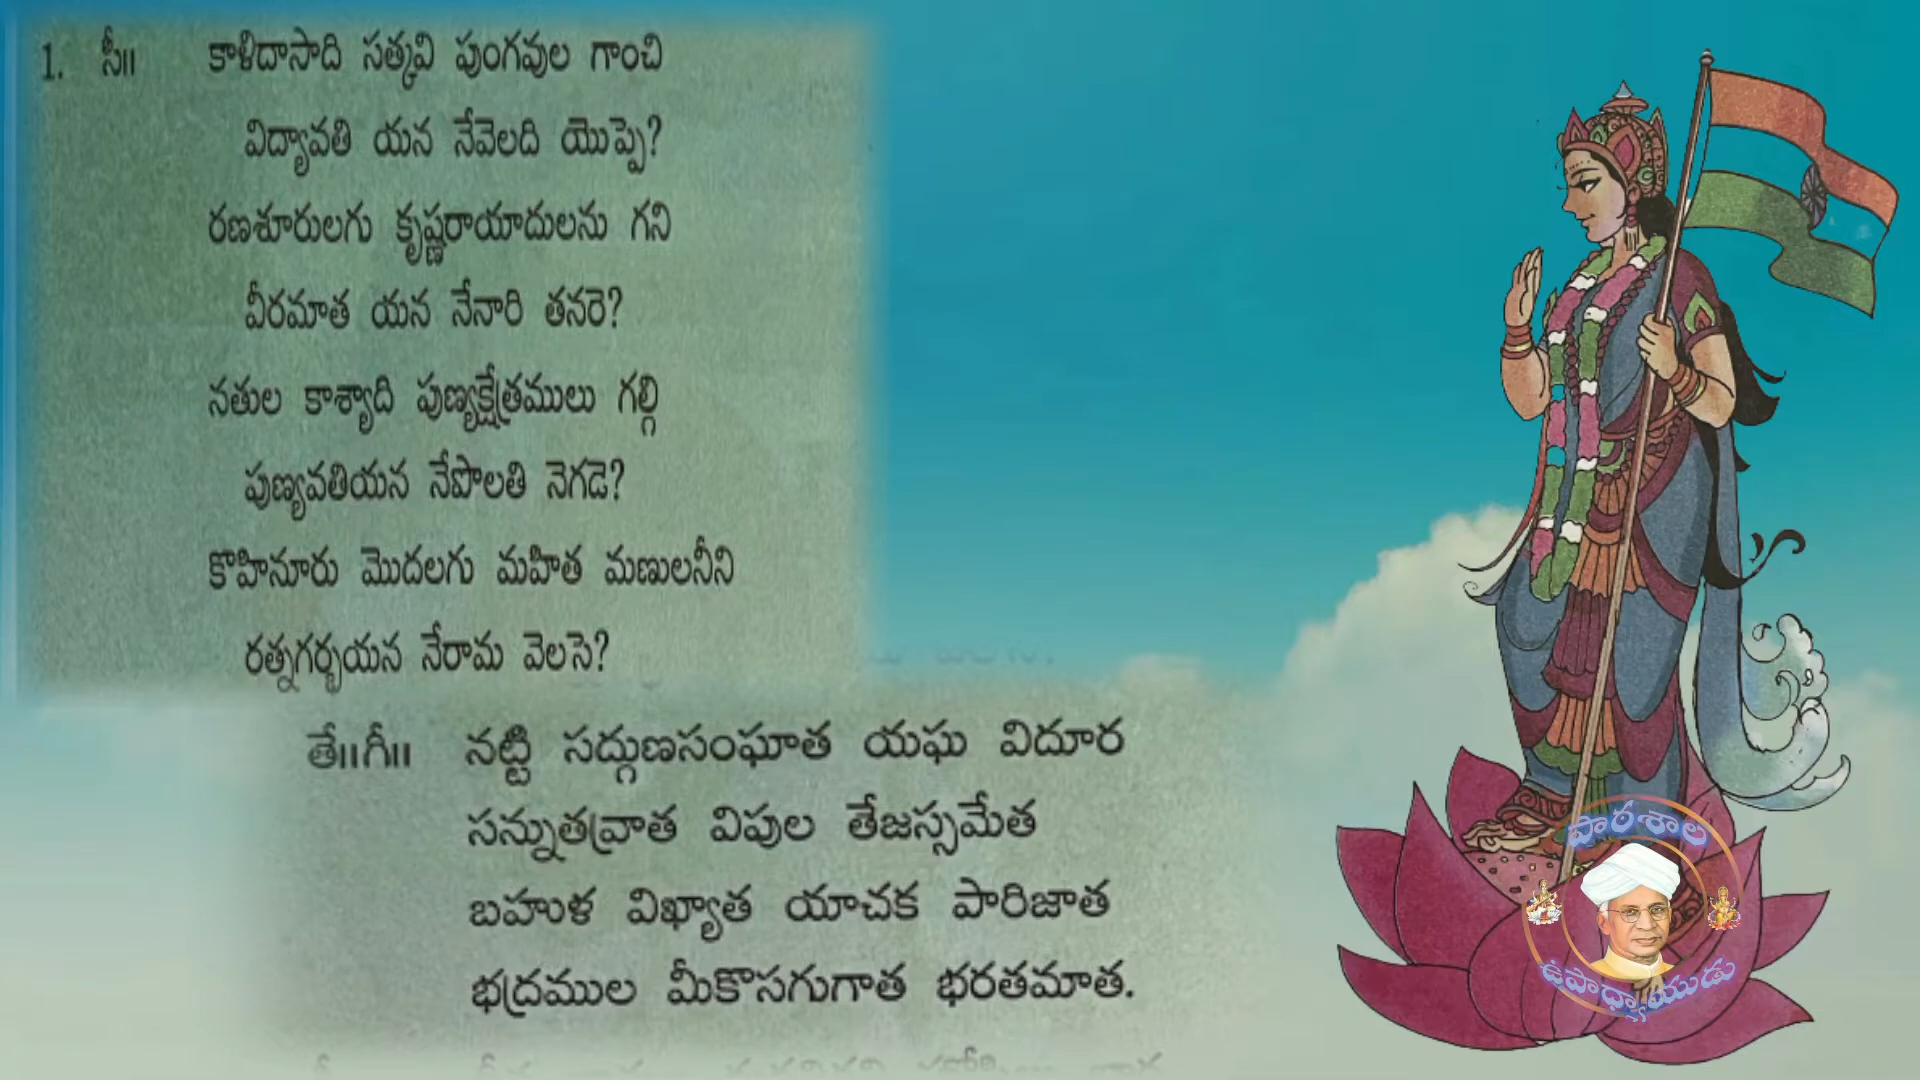 1. సీ॥ కాళిదాసాది సత్కవి పుంగవుల గాంచి
విద్యావతి యన నేవెలది యొప్పె?
రణశూరులగు కృష్ణరాయాదులను గని
వీరమాత యన నేనారి తనరె?
నతుల కాశ్యాది పుణ్యక్షేత్రములు గల్గి
పుణ్యవతియన నేపొలతి నెగడె?
కొహినూరు మొదలగు మహిత మణులనీని
రత్నగర్భయన నేరామ వెలసె?
తే॥గీ॥ నట్టి సద్గుణసంఘాత యఘ విదూర
సన్నుతవ్రాత విపుల తేజస్సమేత
బహుళ విఖ్యాత యాచక పారిజాత
భద్రముల మీకొసగుగాత భరతమాత.
పాఠశాల
ఉపాధ్యాయుడు